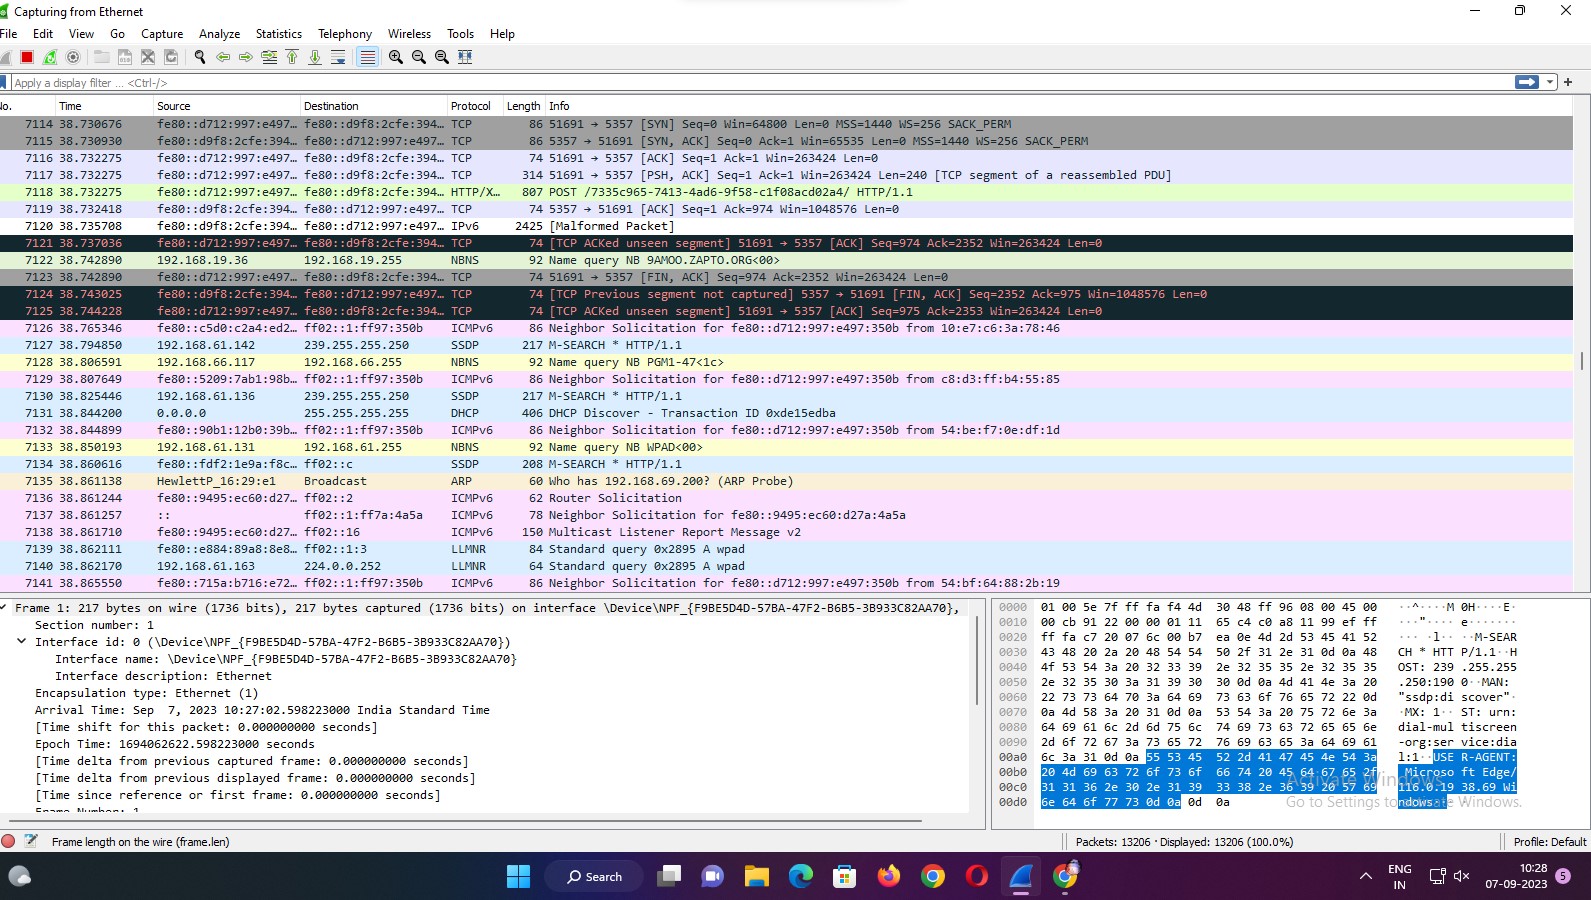 Capturing from Ethernet
File Edit View Go Capture Analyze Statistics Telephony Wireless Tools Help
Apply a display filter … <Ctrl-/>
No. Time Source Destination Protocol Length Info
7114 38.730676 fe80::d712:997:e497… fe80::d9f8:2cfe:394… TCP 86 51691 → 5357 [SYN] Seq=0 Win=64800 Len=0 MSS=1440 WS=256 SACK_PERM
7115 38.730930 fe80::d9f8:2cfe:394… fe80::d712:997:e497… TCP 86 5357 → 51691 [SYN, ACK] Seq=0 Ack=1 Win=65535 Len=0 MSS=1440 WS=256 SACK_PERM
7116 38.732275 fe80::d712:997:e497… fe80::d9f8:2cfe:394… TCP 74 51691 → 5357 [ACK] Seq=1 Ack=1 Win=263424 Len=0
7117 38.732275 fe80::d712:997:e497… fe80::d9f8:2cfe:394… TCP 314 51691 → 5357 [PSH, ACK] Seq=1 Ack=1 Win=263424 Len=240 [TCP segment of a reassembled PDU]
7118 38.732275 fe80::d712:997:e497… fe80::d9f8:2cfe:394… HTTP/X… 807 POST /7335c965-7413-4ad6-9f58-c1f08acd02a4/ HTTP/1.1
7119 38.732418 fe80::d9f8:2cfe:394… fe80::d712:997:e497… TCP 74 5357 → 51691 [ACK] Seq=1 Ack=974 Win=1048576 Len=0
7120 38.735708 fe80::d9f8:2cfe:394… fe80::d712:997:e497… IPv6 2425 [Malformed Packet]
7121 38.737036 fe80::d712:997:e497… fe80::d9f8:2cfe:394… TCP 74 [TCP ACKed unseen segment] 51691 → 5357 [ACK] Seq=974 Ack=2352 Win=263424 Len=0
7122 38.742890 192.168.19.36 192.168.19.255 NBNS 92 Name query NB 9AMOO.ZAPTO.ORG<00>
7123 38.742890 fe80::d712:997:e497… fe80::d9f8:2cfe:394… TCP 74 51691 → 5357 [FIN, ACK] Seq=974 Ack=2352 Win=263424 Len=0
7124 38.743025 fe80::d9f8:2cfe:394… fe80::d712:997:e497… TCP 74 [TCP Previous segment not captured] 5357 → 51691 [FIN, ACK] Seq=2352 Ack=975 Win=1048576 Len=0
7125 38.744228 fe80::d712:997:e497… fe80::d9f8:2cfe:394… TCP 74 [TCP ACKed unseen segment] 51691 → 5357 [ACK] Seq=975 Ack=2353 Win=263424 Len=0
7126 38.765346 fe80::c5d0:c2a4:ed2… ff02::1:ff97:350b ICMPv6 86 Neighbor Solicitation for fe80::d712:997:e497:350b from 10:e7:c6:3a:78:46
7127 38.794850 192.168.61.142 239.255.255.250 SSDP 217 M-SEARCH * HTTP/1.1
7128 38.806591 192.168.66.117 192.168.66.255 NBNS 92 Name query NB PGM1-47<1c>
7129 38.807649 fe80::5209:7ab1:98b… ff02::1:ff97:350b ICMPv6 86 Neighbor Solicitation for fe80::d712:997:e497:350b from c8:d3:ff:b4:55:85
7130 38.825446 192.168.61.136 239.255.255.250 SSDP 217 M-SEARCH * HTTP/1.1
7131 38.844200 0.0.0.0 255.255.255.255 DHCP 406 DHCP Discover - Transaction ID 0xde15edba
7132 38.844899 fe80::90b1:12b0:39b… ff02::1:ff97:350b ICMPv6 86 Neighbor Solicitation for fe80::d712:997:e497:350b from 54:be:f7:0e:df:1d
7133 38.850193 192.168.61.131 192.168.61.255 NBNS 92 Name query NB WPAD<00>
7134 38.860616 fe80::fdf2:1e9a:f8c… ff02::c SSDP 208 M-SEARCH * HTTP/1.1
7135 38.861138 HewlettP_16:29:e1 Broadcast ARP 60 Who has 192.168.69.200? (ARP Probe)
7136 38.861244 fe80::9495:ec60:d27… ff02::2 ICMPv6 62 Router Solicitation
7137 38.861257 :: ff02::1:ff7a:4a5a ICMPv6 78 Neighbor Solicitation for fe80::9495:ec60:d27a:4a5a
7138 38.861710 fe80::9495:ec60:d27… ff02::16 ICMPv6 150 Multicast Listener Report Message v2
7139 38.862111 fe80::e884:89a8:8e8… ff02::1:3 LLMNR 84 Standard query 0x2895 A wpad
7140 38.862170 192.168.61.163 224.0.0.252 LLMNR 64 Standard query 0x2895 A wpad
7141 38.865550 fe80::715a:b716:e72… ff02::1:ff97:350b ICMPv6 86 Neighbor Solicitation for fe80::d712:997:e497:350b from 54:bf:64:88:2b:19
Frame 1: 217 bytes on wire (1736 bits), 217 bytes captured (1736 bits) on interface \Device\NPF_{F9BE5D4D-57BA-47F2-B6B5-3B933C82AA70},
Section number: 1
Interface id: 0 (\Device\NPF_{F9BE5D4D-57BA-47F2-B6B5-3B933C82AA70})
Interface name: \Device\NPF_{F9BE5D4D-57BA-47F2-B6B5-3B933C82AA70}
Interface description: Ethernet
Encapsulation type: Ethernet (1)
Arrival Time: Sep 7, 2023 10:27:02.598223000 India Standard Time
[Time shift for this packet: 0.000000000 seconds]
Epoch Time: 1694062622.598223000 seconds
[Time delta from previous captured frame: 0.000000000 seconds]
[Time delta from previous displayed frame: 0.000000000 seconds]
[Time since reference or first frame: 0.000000000 seconds]
Frame Number: 1
0000 01 00 5e 7f ff fa f4 4d 30 48 ff 96 08 00 45 00 ··^····M 0H····E·
0010 00 cb 91 22 00 00 01 11 65 c4 c0 a8 11 99 ef ff ···"···· e·······
0020 ff fa c7 20 07 6c 00 b7 ea 0e 4d 2d 53 45 41 52 ··· ·l·· ··M-SEAR
0030 43 48 20 2a 20 48 54 54 50 2f 31 2e 31 0d 0a 48 CH * HTT P/1.1··H
0040 4f 53 54 3a 20 32 33 39 2e 32 35 35 2e 32 35 35 OST: 239 .255.255
0050 2e 32 35 30 3a 31 39 30 30 0d 0a 4d 41 4e 3a 20 .250:190 0··MAN:
0060 22 73 73 64 70 3a 64 69 73 63 6f 76 65 72 22 0d "ssdp:di scover"·
0070 0a 4d 58 3a 20 31 0d 0a 53 54 3a 20 75 72 6e 3a ·MX: 1·· ST: urn:
0080 64 69 61 6c 2d 6d 75 6c 74 69 73 63 72 65 65 6e dial-mul tiscreen
0090 2d 6f 72 67 3a 73 65 72 76 69 63 65 3a 64 69 61 -org:ser vice:dia
00a0 6c 3a 31 0d 0a 55 53 45 52 2d 41 47 45 4e 54 3a l:1··USE R-AGENT:
00b0 20 4d 69 63 72 6f 73 6f 66 74 20 45 64 67 65 2f Microso ft Edge/
00c0 31 31 36 2e 30 2e 31 39 33 38 2e 36 39 20 57 69 116.0.19 38.69 Wi
00d0 6e 64 6f 77 73 0d 0a 0d 0a ndows··· ·
Activate Windows
Go to Settings to activate Windows.
Frame length on the wire (frame.len) Packets: 13206 · Displayed: 13206 (100.0%) Profile: Default
Search
ENG
IN
10:28
07-09-2023
5